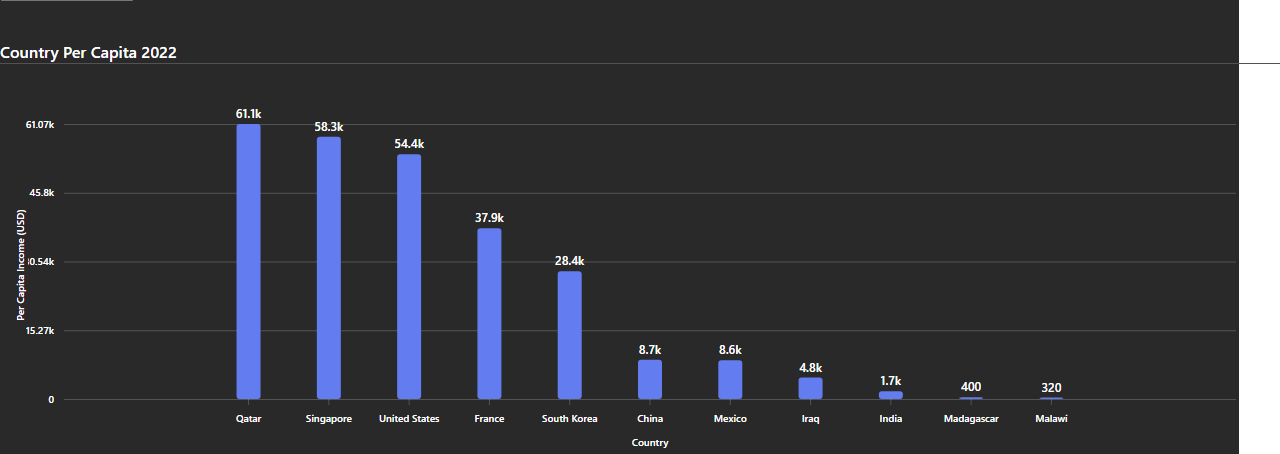 Country Per Capita 2022
61.1k
58.3k
54.4k
37.9k
28.4k
8.7k
8.6k
4.8k
1.7k
400
320
61.07k
45.8k
30.54k
15.27k
0
Per Capita Income (USD)
Qatar Singapore United States France South Korea China Mexico Iraq India Madagascar Malawi
Country